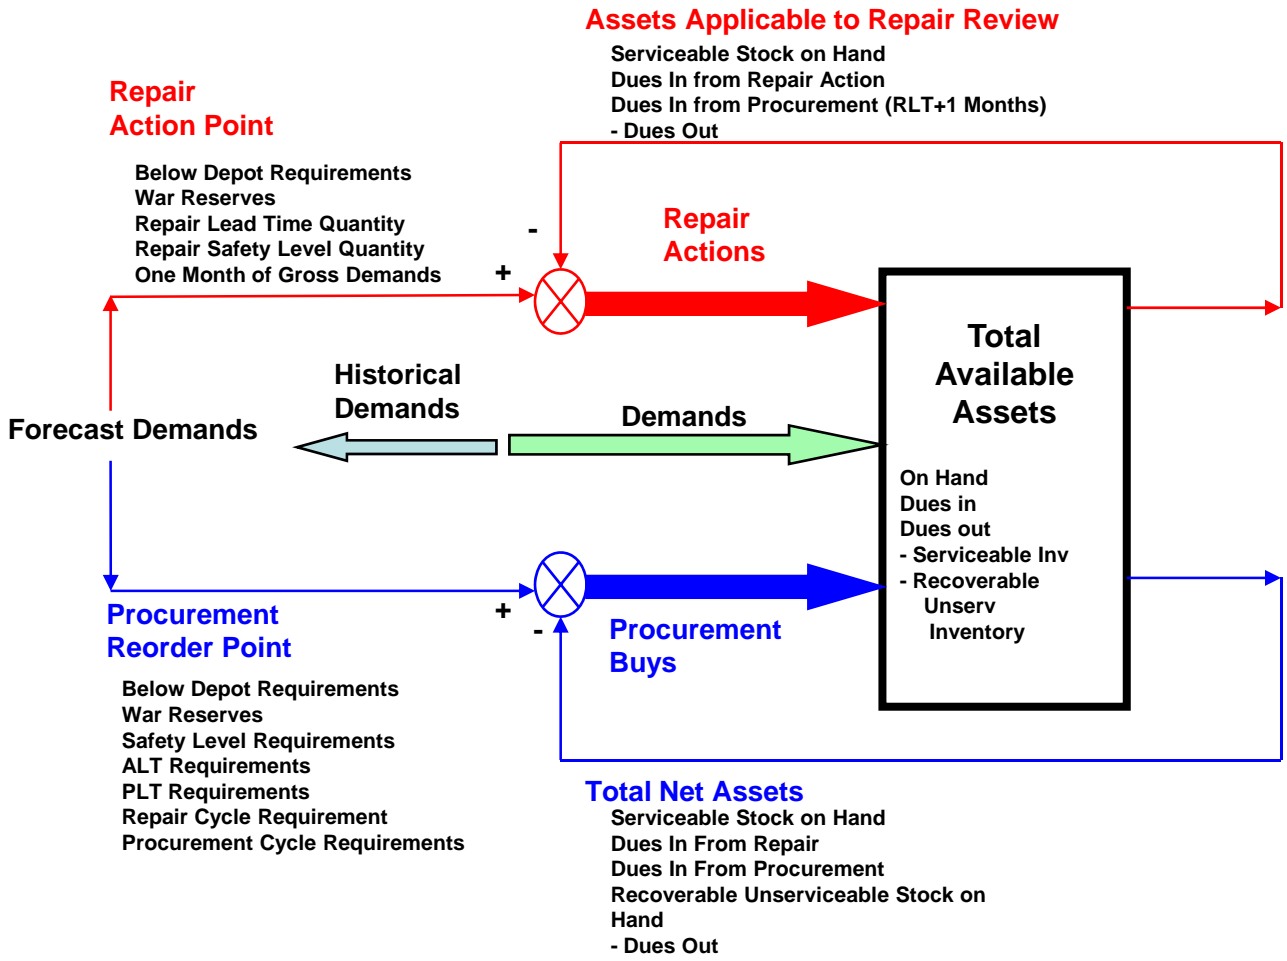 Assets Applicable to Repair Review
Serviceable Stock on Hand
Dues In from Repair Action
Dues In from Procurement (RLT+1 Months)
- Dues Out
Repair
Action Point
Below Depot Requirements
War Reserves
Repair Lead Time Quantity
Repair Safety Level Quantity
One Month of Gross Demands
-
+
Repair
Actions
Total
Available
Assets
On Hand
Dues in
Dues out
- Serviceable Inv
- Recoverable
Unserv
Inventory
Historical
Demands
Demands
Forecast Demands
Procurement
Reorder Point
Below Depot Requirements
War Reserves
Safety Level Requirements
ALT Requirements
PLT Requirements
Repair Cycle Requirement
Procurement Cycle Requirements
+
-
Procurement
Buys
Total Net Assets
Serviceable Stock on Hand
Dues In From Repair
Dues In From Procurement
Recoverable Unserviceable Stock on
Hand
- Dues Out